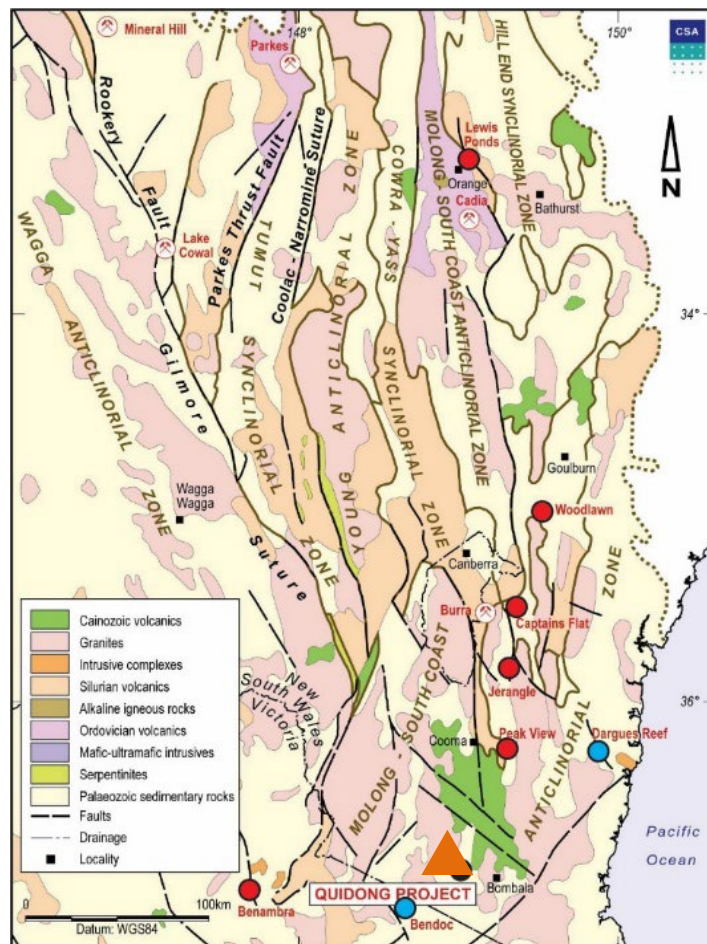 148°
150°
CSA
Mineral Hill
Parkes
HILL END SYNCLINORIAL ZONE
Rookery
Fault
Lewis
Ponds
Orange
Cadia
Bathurst
N
MOLONG - SOUTH COAST ANTICLINORIAL ZONE
COWRA - YASS
SYNCLINORIAL
ZONE
Parkes Thrust Fault
Coolac - Narromine Suture
Lake
Cowal
WAGGA
ANTICLINORIAL
ZONE
TUMUT
SYNCLINORIAL
ZONE
YOUNG ANTICLINORIAL ZONE
34°
Gilmore
Suture
Wagga
Wagga
Goulburn
Woodlawn
ZONE
Canberra
Burra
Captains Flat
Jerangle
36°
Cooma
Peak View
Dargues Reef
MOLONG - SOUTH COAST
ANTICLINORIAL
New
South Wales
Victoria
Pacific
Ocean
Cainozoic volcanics
Granites
Intrusive complexes
Silurian volcanics
Alkaline igneous rocks
Ordovician volcanics
Mafic-ultramafic intrusives
Serpentinites
Palaeozoic sedimentary rocks
Faults
Drainage
Locality
QUIDONG PROJECT
Bombala
Benambra
Bendoc
0 100km
Datum: WGS84